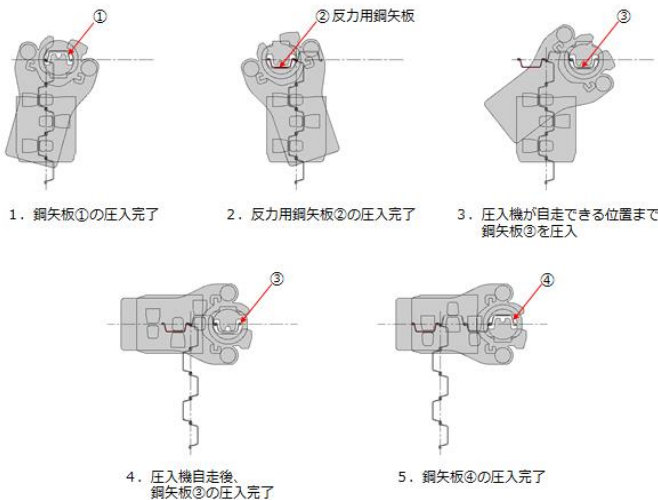 ①
②反力用鋼矢板
③
1．鋼矢板①の圧入完了
2．反力用鋼矢板②の圧入完了
3．圧入機が自走できる位置まで
鋼矢板③を圧入
③
④
4．圧入機自走後、
鋼矢板③の圧入完了
5．鋼矢板④の圧入完了